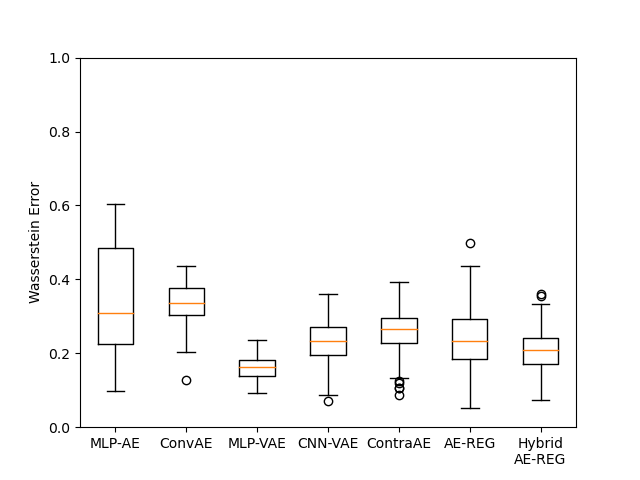 1.0
0.8
0.6
0.4
0.2
0.0
Wasserstein Error
MLP-AE ConvAE MLP-VAE CNN-VAE ContraAE AE-REG Hybrid
AE-REG